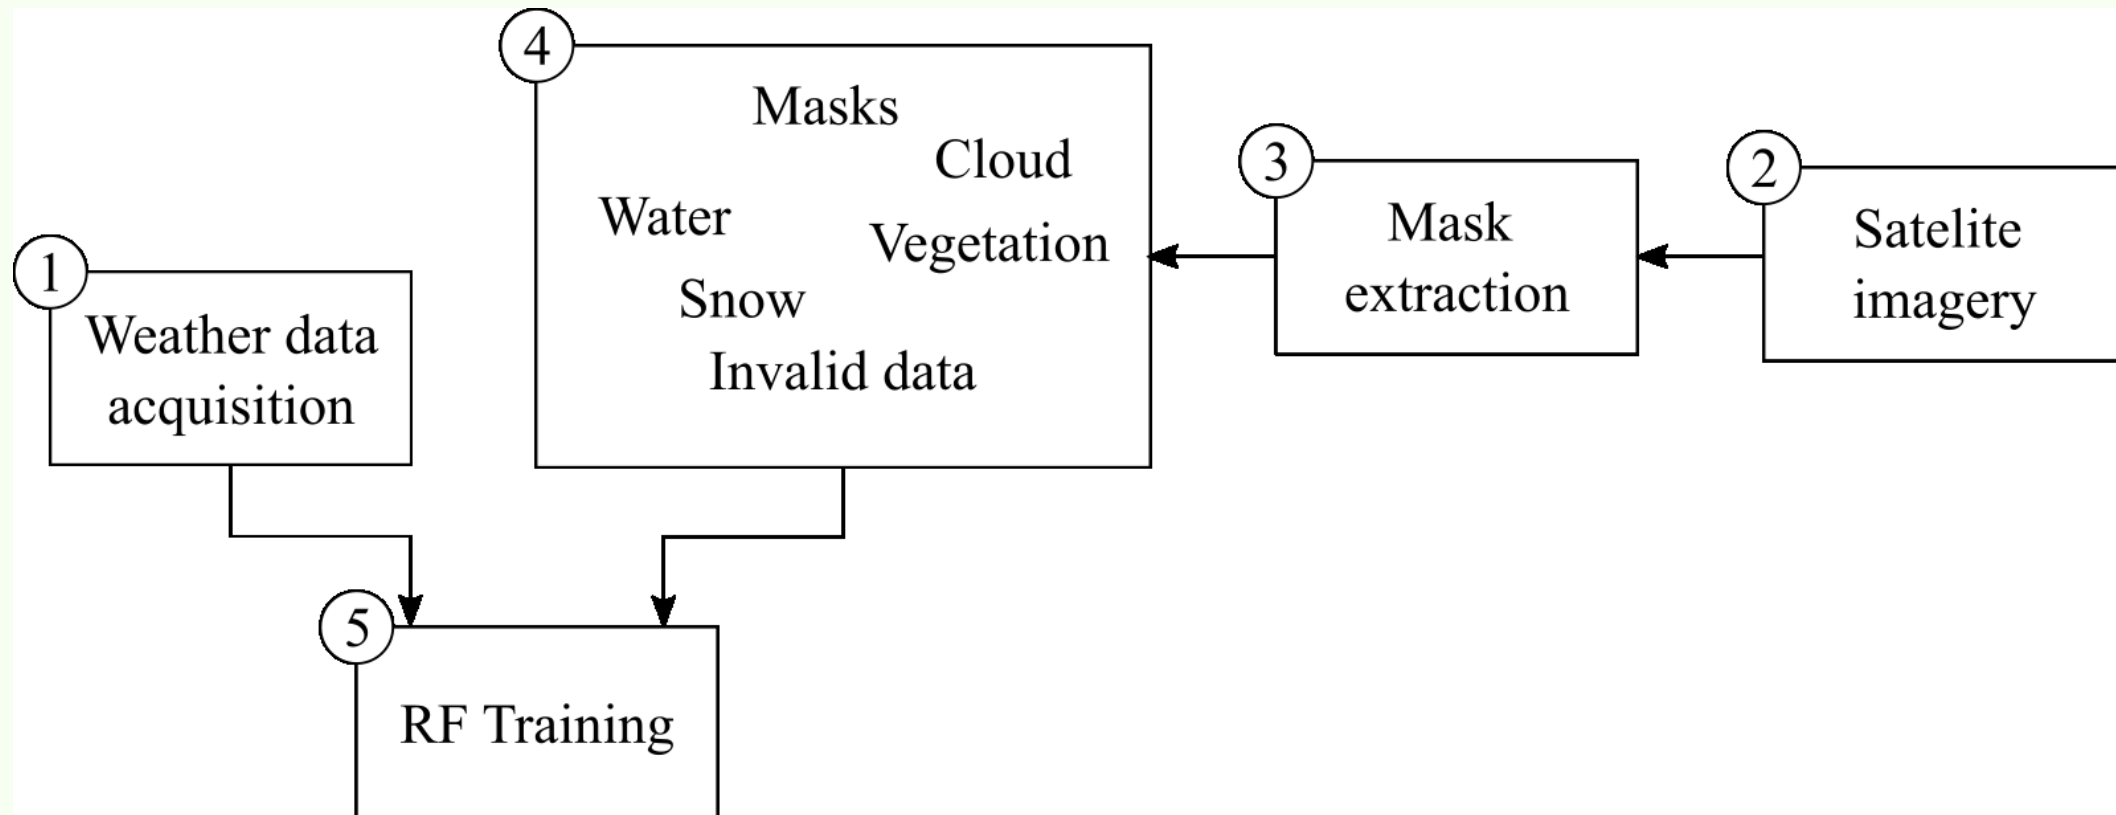 1
Weather data
acquisition
4
Masks
Cloud
Water
Vegetation
Snow
Invalid data
3
Mask
extraction
2
Satelite
imagery
5
RF Training